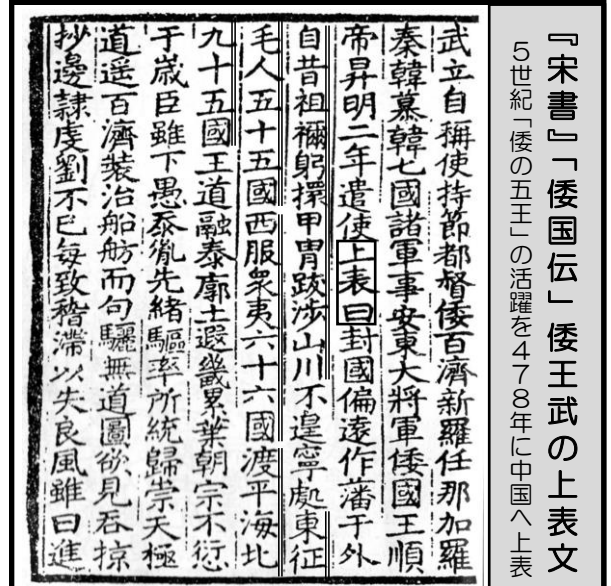 『宋書』「倭国伝」倭王武の上表文
5世紀「倭の五王」の活躍を478年に中国へ上表
武立自稱使持節都督倭百濟新羅任那加羅
秦韓慕韓七國諸軍事安東大將軍倭國王順
帝昇明二年遣使上表曰封國偏遠作藩于外
自昔祖禰躬擐甲冑跋涉山川不遑寧處東征
毛人五十五國西服衆夷六十六國渡平海北
九十五國王道融泰廓土遐畿累葉朝宗不愆
于歲臣雖下愚忝胤先緒驅率所統歸崇天極
道遥百濟裝治船舫而句驪無道圖欲見吞掠
抄邊隷虔劉不已每致稽滯以失良風雖曰進